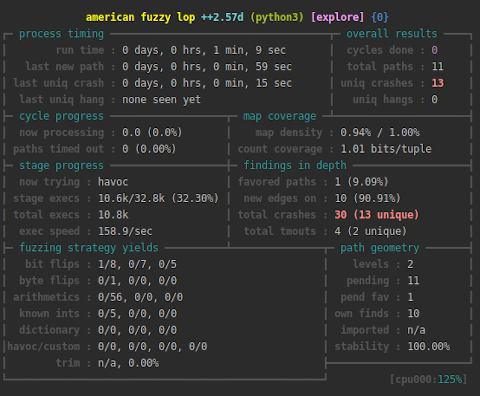 american fuzzy lop ++2.57d (python3) [explore] {0}
process timing overall results
run time : 0 days, 0 hrs, 1 min, 9 sec cycles done : 0
last new path : 0 days, 0 hrs, 0 min, 59 sec total paths : 11
last uniq crash : 0 days, 0 hrs, 0 min, 15 sec uniq crashes : 13
last uniq hang : none seen yet uniq hangs : 0
cycle progress map coverage
now processing : 0.0 (0.0%) map density : 0.94% / 1.00%
paths timed out : 0 (0.00%) count coverage : 1.01 bits/tuple
stage progress findings in depth
now trying : havoc favored paths : 1 (9.09%)
stage execs : 10.6k/32.8k (32.30%) new edges on : 10 (90.91%)
total execs : 10.8k total crashes : 30 (13 unique)
exec speed : 158.9/sec total tmouts : 4 (2 unique)
fuzzing strategy yields path geometry
bit flips : 1/8, 0/7, 0/5 levels : 2
byte flips : 0/1, 0/0, 0/0 pending : 11
arithmetics : 0/56, 0/0, 0/0 pend fav : 1
known ints : 0/5, 0/0, 0/0 own finds : 10
dictionary : 0/0, 0/0, 0/0 imported : n/a
havoc/custom : 0/0, 0/0, 0/0, 0/0 stability : 100.00%
trim : n/a, 0.00%
[cpu000:125%]